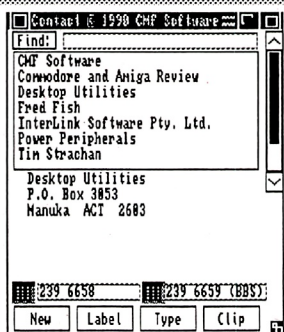 Contact © 1990 CMF Software
Find:
CMF Software
Commodore and Amiga Review
Desktop Utilities
Fred Fish
InterLink Software Pty. Ltd.
Power Peripherals
Tim Strachan
Desktop Utilities
P.O. Box 3053
Manuka ACT 2603
239 6658
239 6659 (BBS)
New
Label
Type
Clip